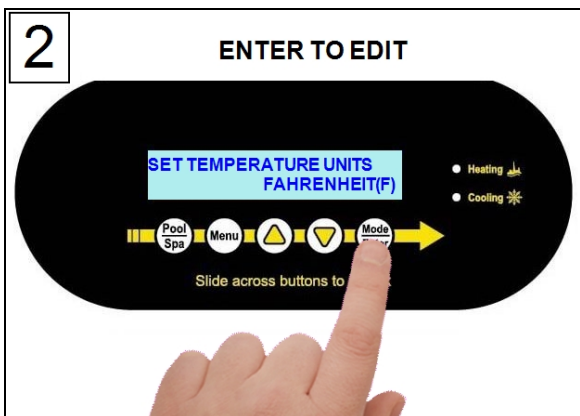 2
ENTER TO EDIT
SET TEMPERATURE UNITS
FAHRENHEIT(F)
Heating
Cooling
Pool
Spa
Menu
Mode
Slide across buttons to